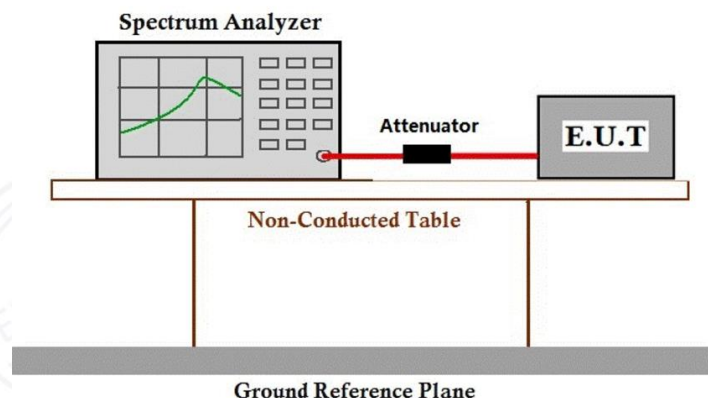 Spectrum Analyzer
Attenuator
E.U.T
Non-Conducted Table
Ground Reference Plane